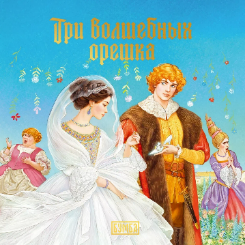 Три волшебных
орешка